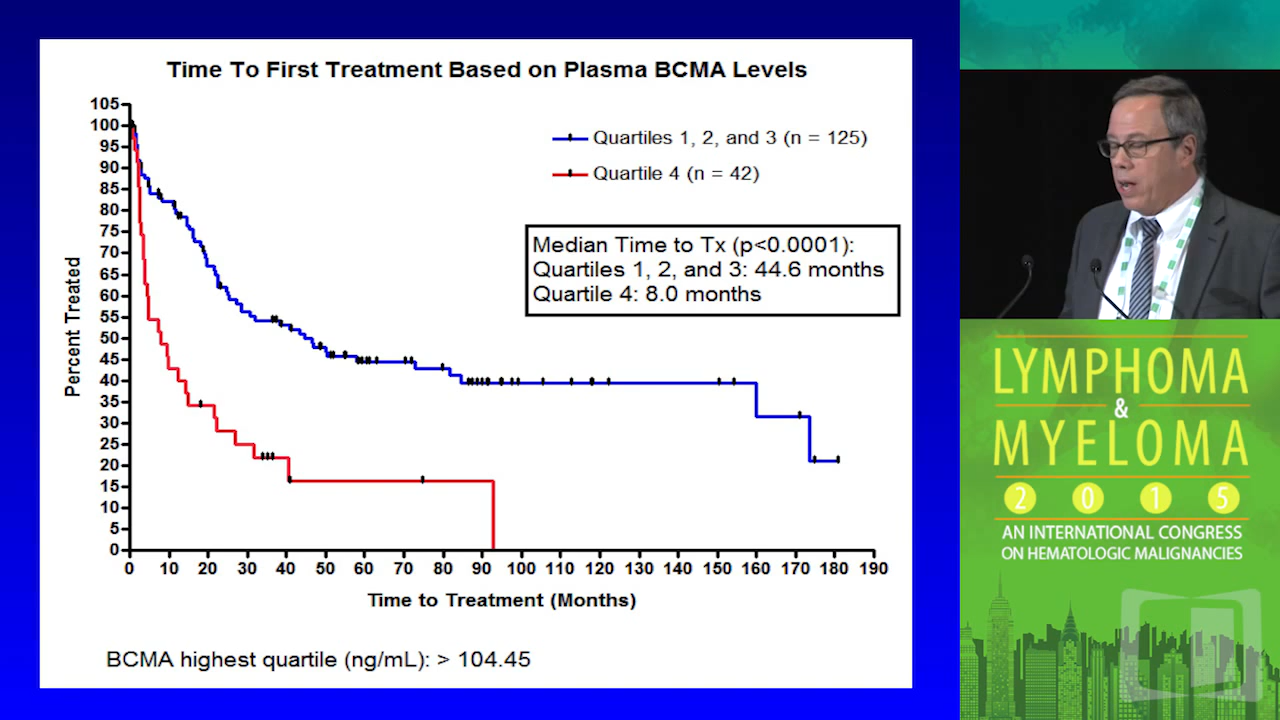 Time To First Treatment Based on Plasma BCMA Levels
105
100
95
90
85
80
75
70
65
60
55
50
45
40
35
30
25
20
15
10
5
0
Percent Treated
Quartiles 1, 2, and 3 (n = 125)
Quartile 4 (n = 42)
Median Time to Tx (p<0.0001):
Quartiles 1, 2, and 3: 44.6 months
Quartile 4: 8.0 months
0 10 20 30 40 50 60 70 80 90 100 110 120 130 140 150 160 170 180 190
Time to Treatment (Months)
BCMA highest quartile (ng/mL): > 104.45
LYMPHOMA
&
MYELOMA
2 0 1 5
AN INTERNATIONAL CONGRESS
ON HEMATOLOGIC MALIGNANCIES